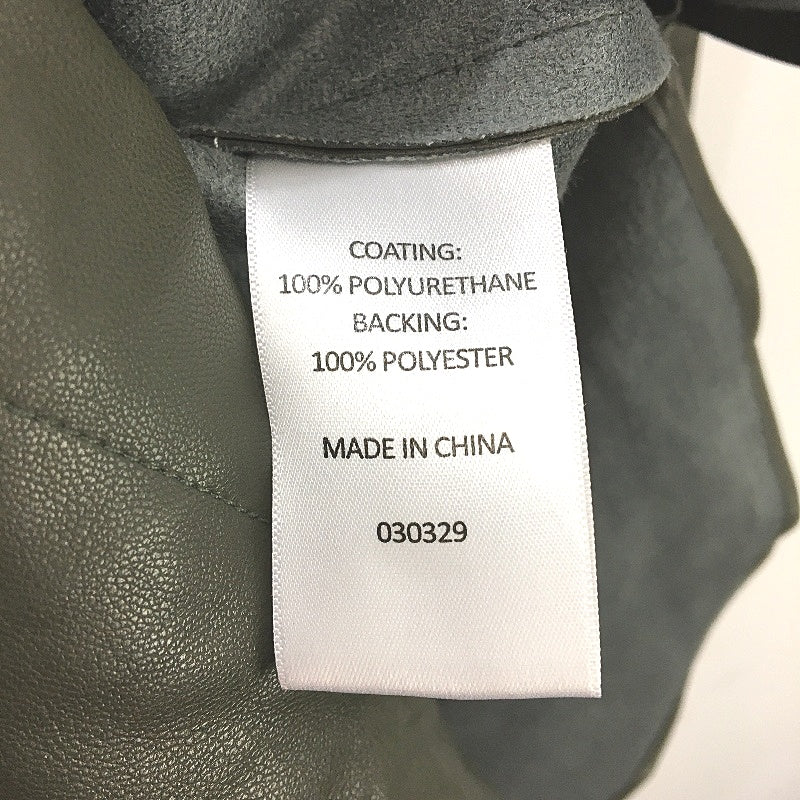 COATING:
100% POLYURETHANE
BACKING:
100% POLYESTER
MADE IN CHINA
030329